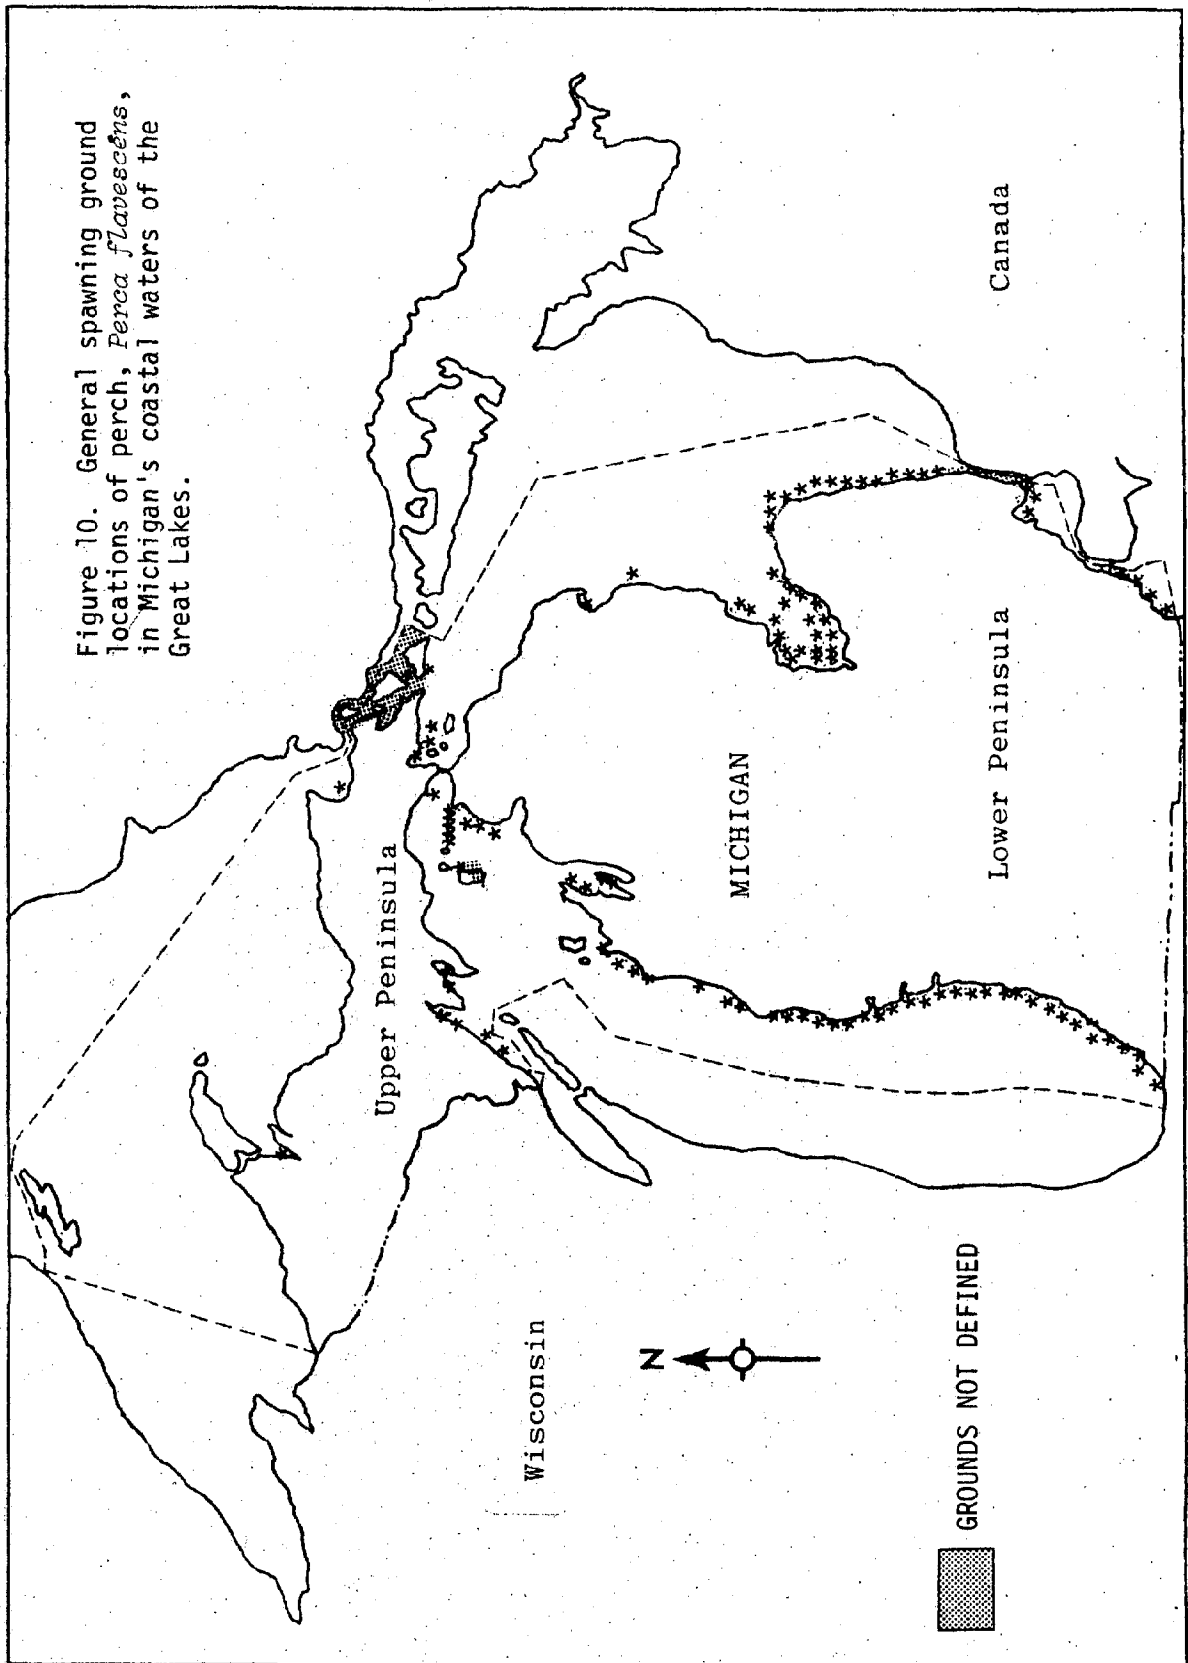 Figure 10. General spawning ground
locations of perch, Perca flavescens,
in Michigan's coastal waters of the
Great Lakes.
Upper Peninsula
Wisconsin
N
MICHIGAN
Canada
Lower Peninsula
GROUNDS NOT DEFINED